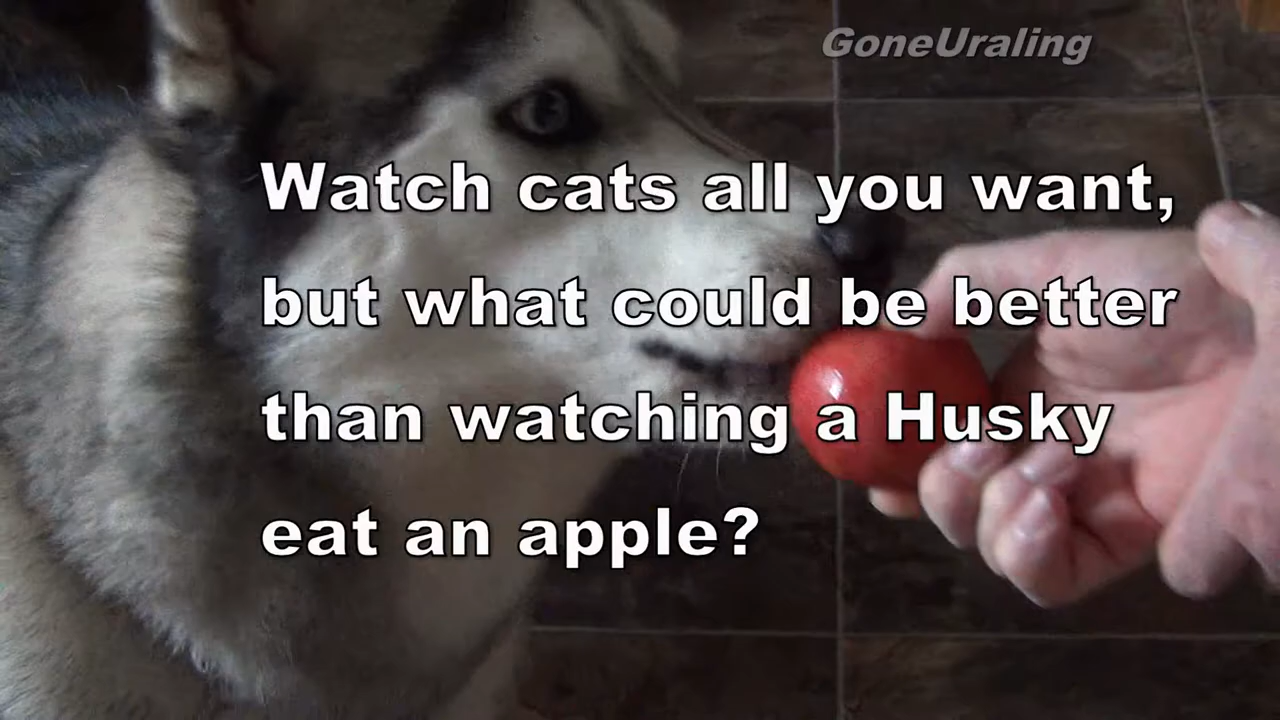 GoneUraling
Watch cats all you want,
but what could be better
than watching a Husky
eat an apple?